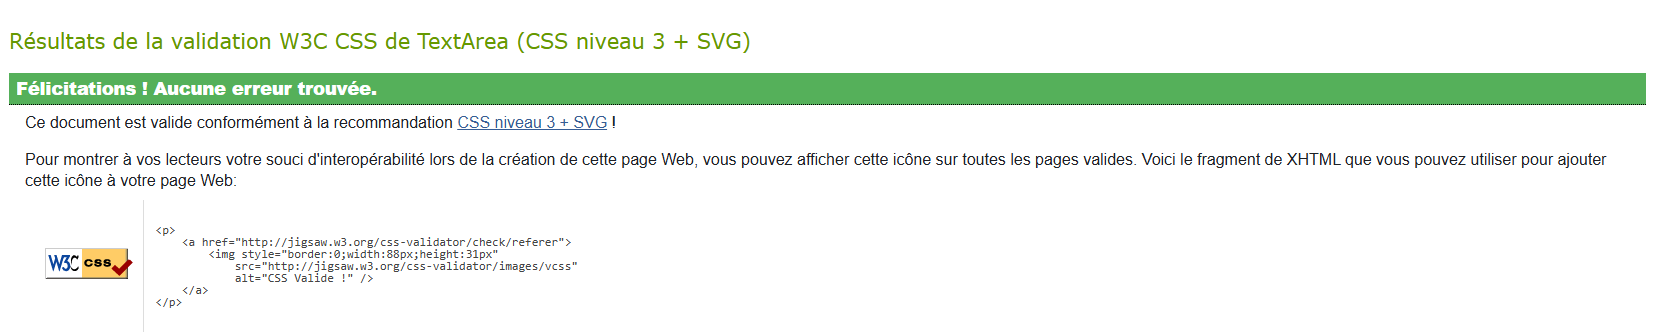 Résultats de la validation W3C CSS de TextArea (CSS niveau 3 + SVG)
Félicitations ! Aucune erreur trouvée.
Ce document est valide conformément à la recommandation CSS niveau 3 + SVG !
Pour montrer à vos lecteurs votre souci d'interopérabilité lors de la création de cette page Web, vous pouvez afficher cette icône sur toutes les pages valides. Voici le fragment de XHTML que vous pouvez utiliser pour ajouter
cette icône à votre page Web:
W3C css
<p>
    <a href="http://jigsaw.w3.org/css-validator/check/referer">
        <img style="border:0;width:88px;height:31px"
            src="http://jigsaw.w3.org/css-validator/images/vcss"
            alt="CSS Valide !" />
    </a>
</p>